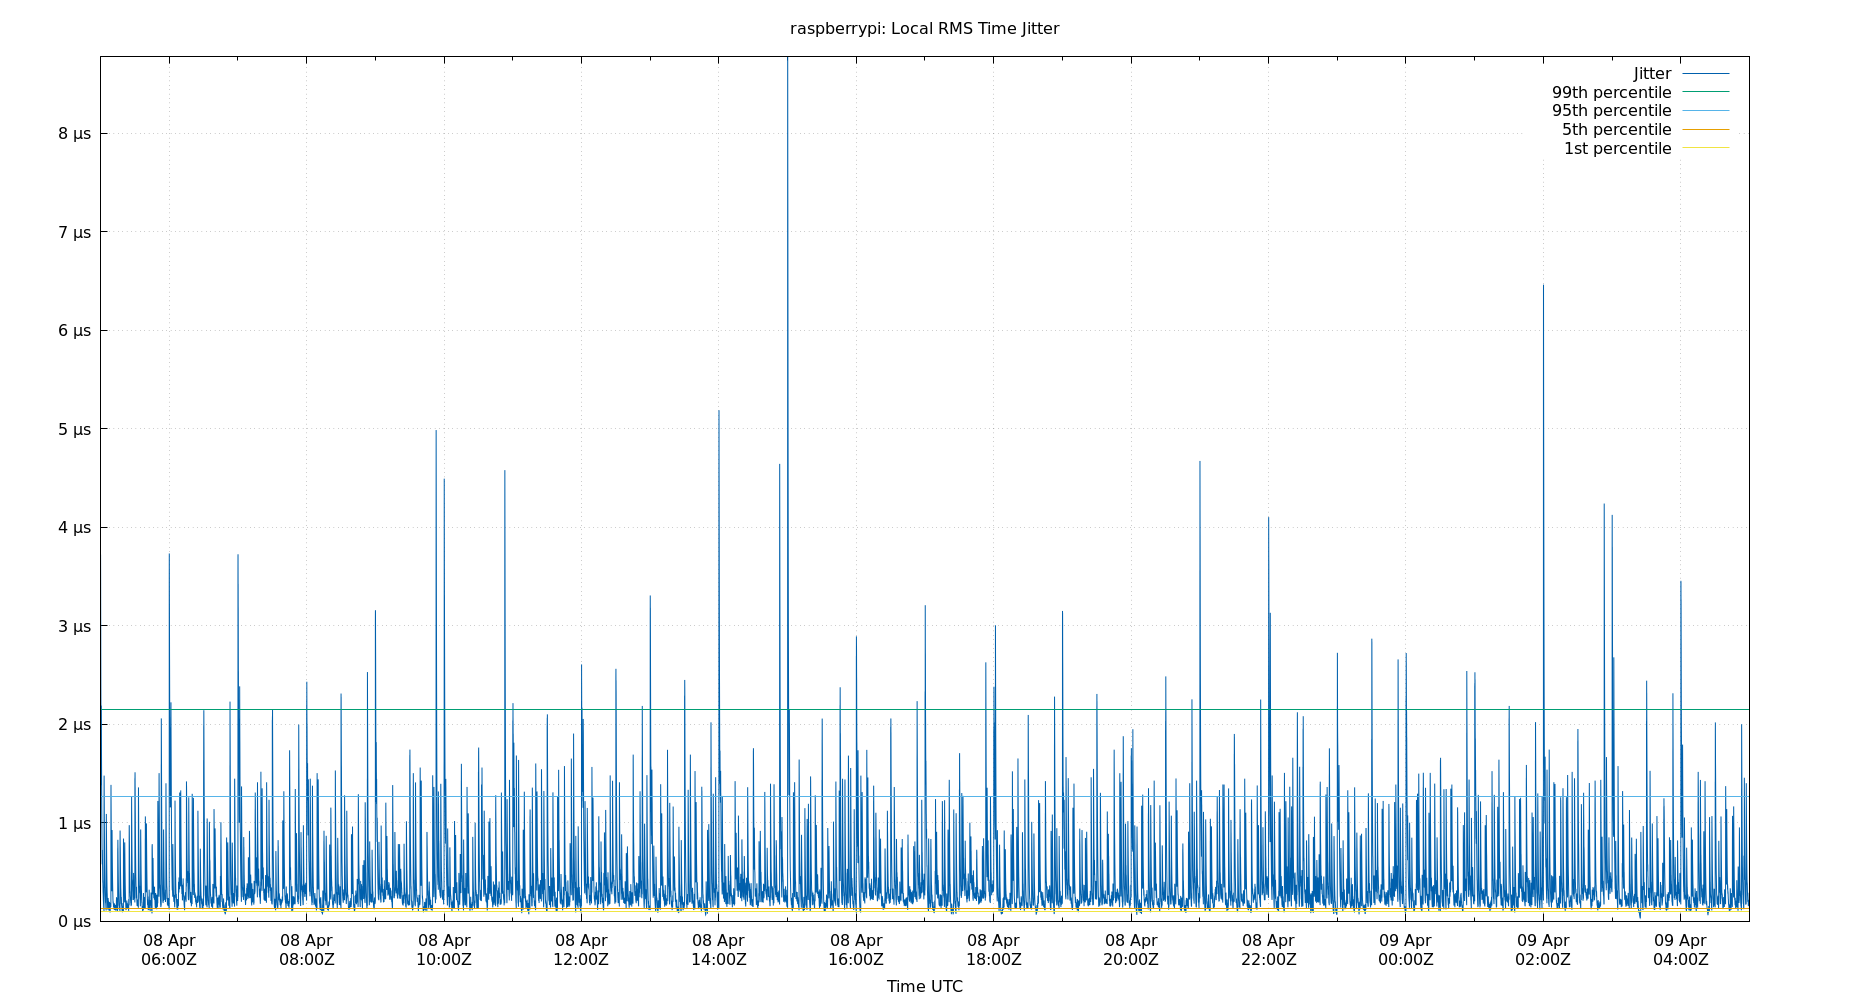 raspberrypi: Local RMS Time Jitter
Jitter
99th percentile
95th percentile
5th percentile
1st percentile
8 µs
7 µs
6 µs
5 µs
4 µs
3 µs
2 µs
1 µs
0 µs
08 Apr 08 Apr 08 Apr 08 Apr 08 Apr 08 Apr 08 Apr 08 Apr 08 Apr 09 Apr 09 Apr 09 Apr
06:00Z 08:00Z 10:00Z 12:00Z 14:00Z 16:00Z 18:00Z 20:00Z 22:00Z 00:00Z 02:00Z 04:00Z
Time UTC